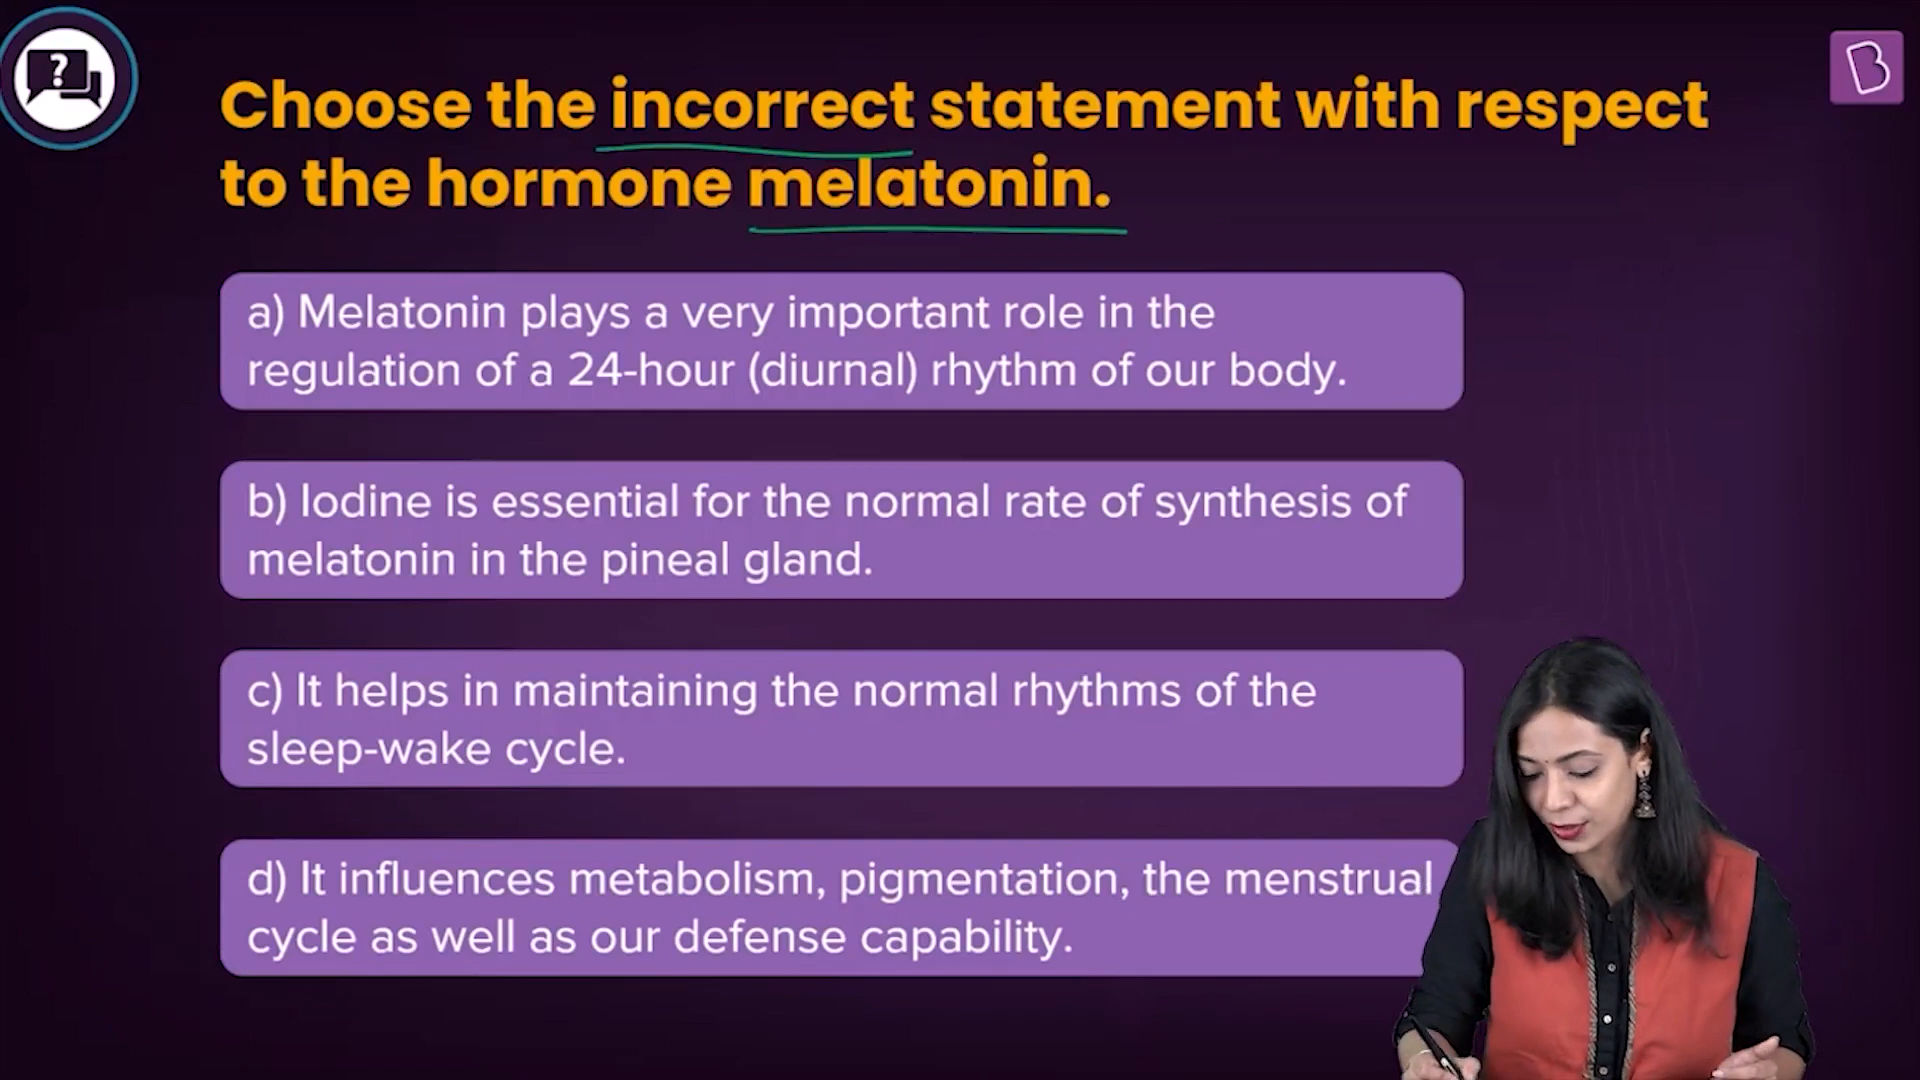 ?
B
Choose the incorrect statement with respect
to the hormone melatonin.
a) Melatonin plays a very important role in the
regulation of a 24-hour (diurnal) rhythm of our body.
b) Iodine is essential for the normal rate of synthesis of
melatonin in the pineal gland.
c) It helps in maintaining the normal rhythms of the
sleep-wake cycle.
d) It influences metabolism, pigmentation, the menstrual
cycle as well as our defense capability.